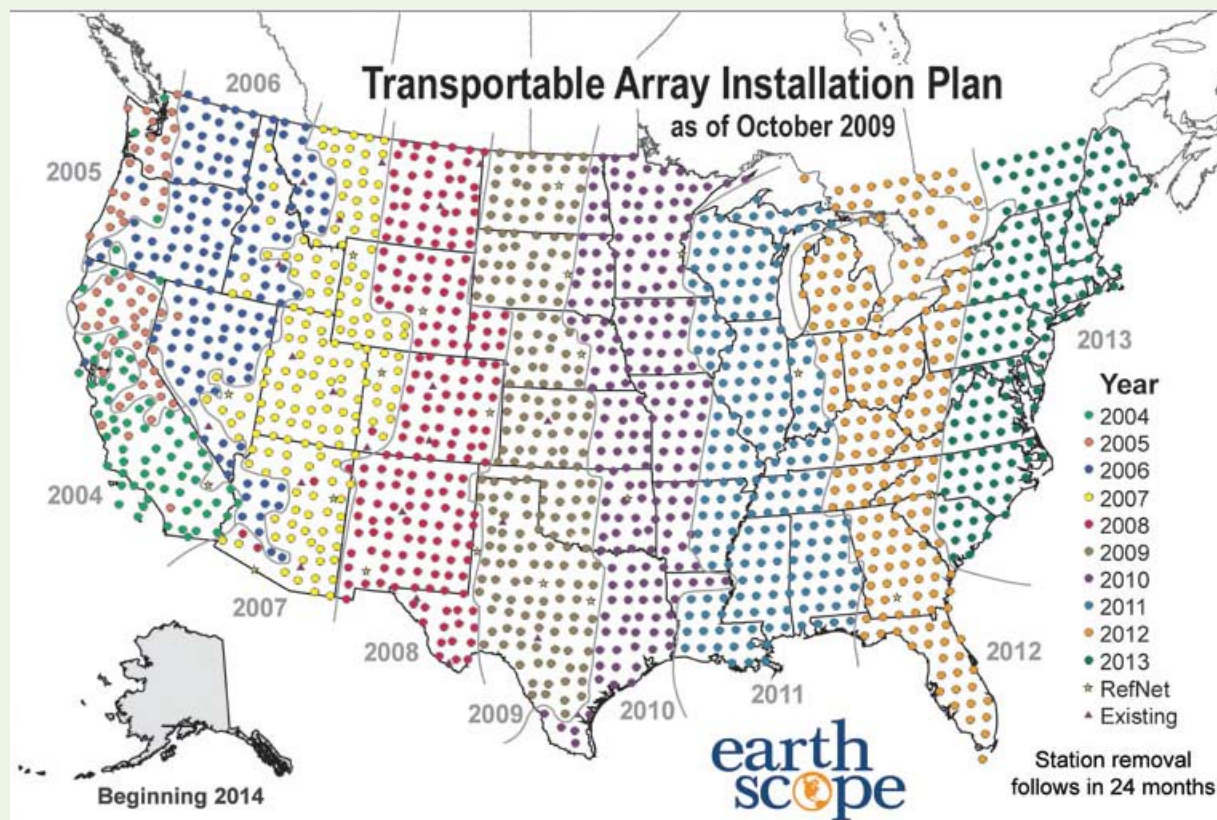 Transportable Array Installation Plan
as of October 2009
2006
2005
2004
2007
2008
2009
2010
2011
2012
2013
Year
2004
2005
2006
2007
2008
2009
2010
2011
2012
2013
RefNet
Existing
earth
scope
Station removal
follows in 24 months
Beginning 2014